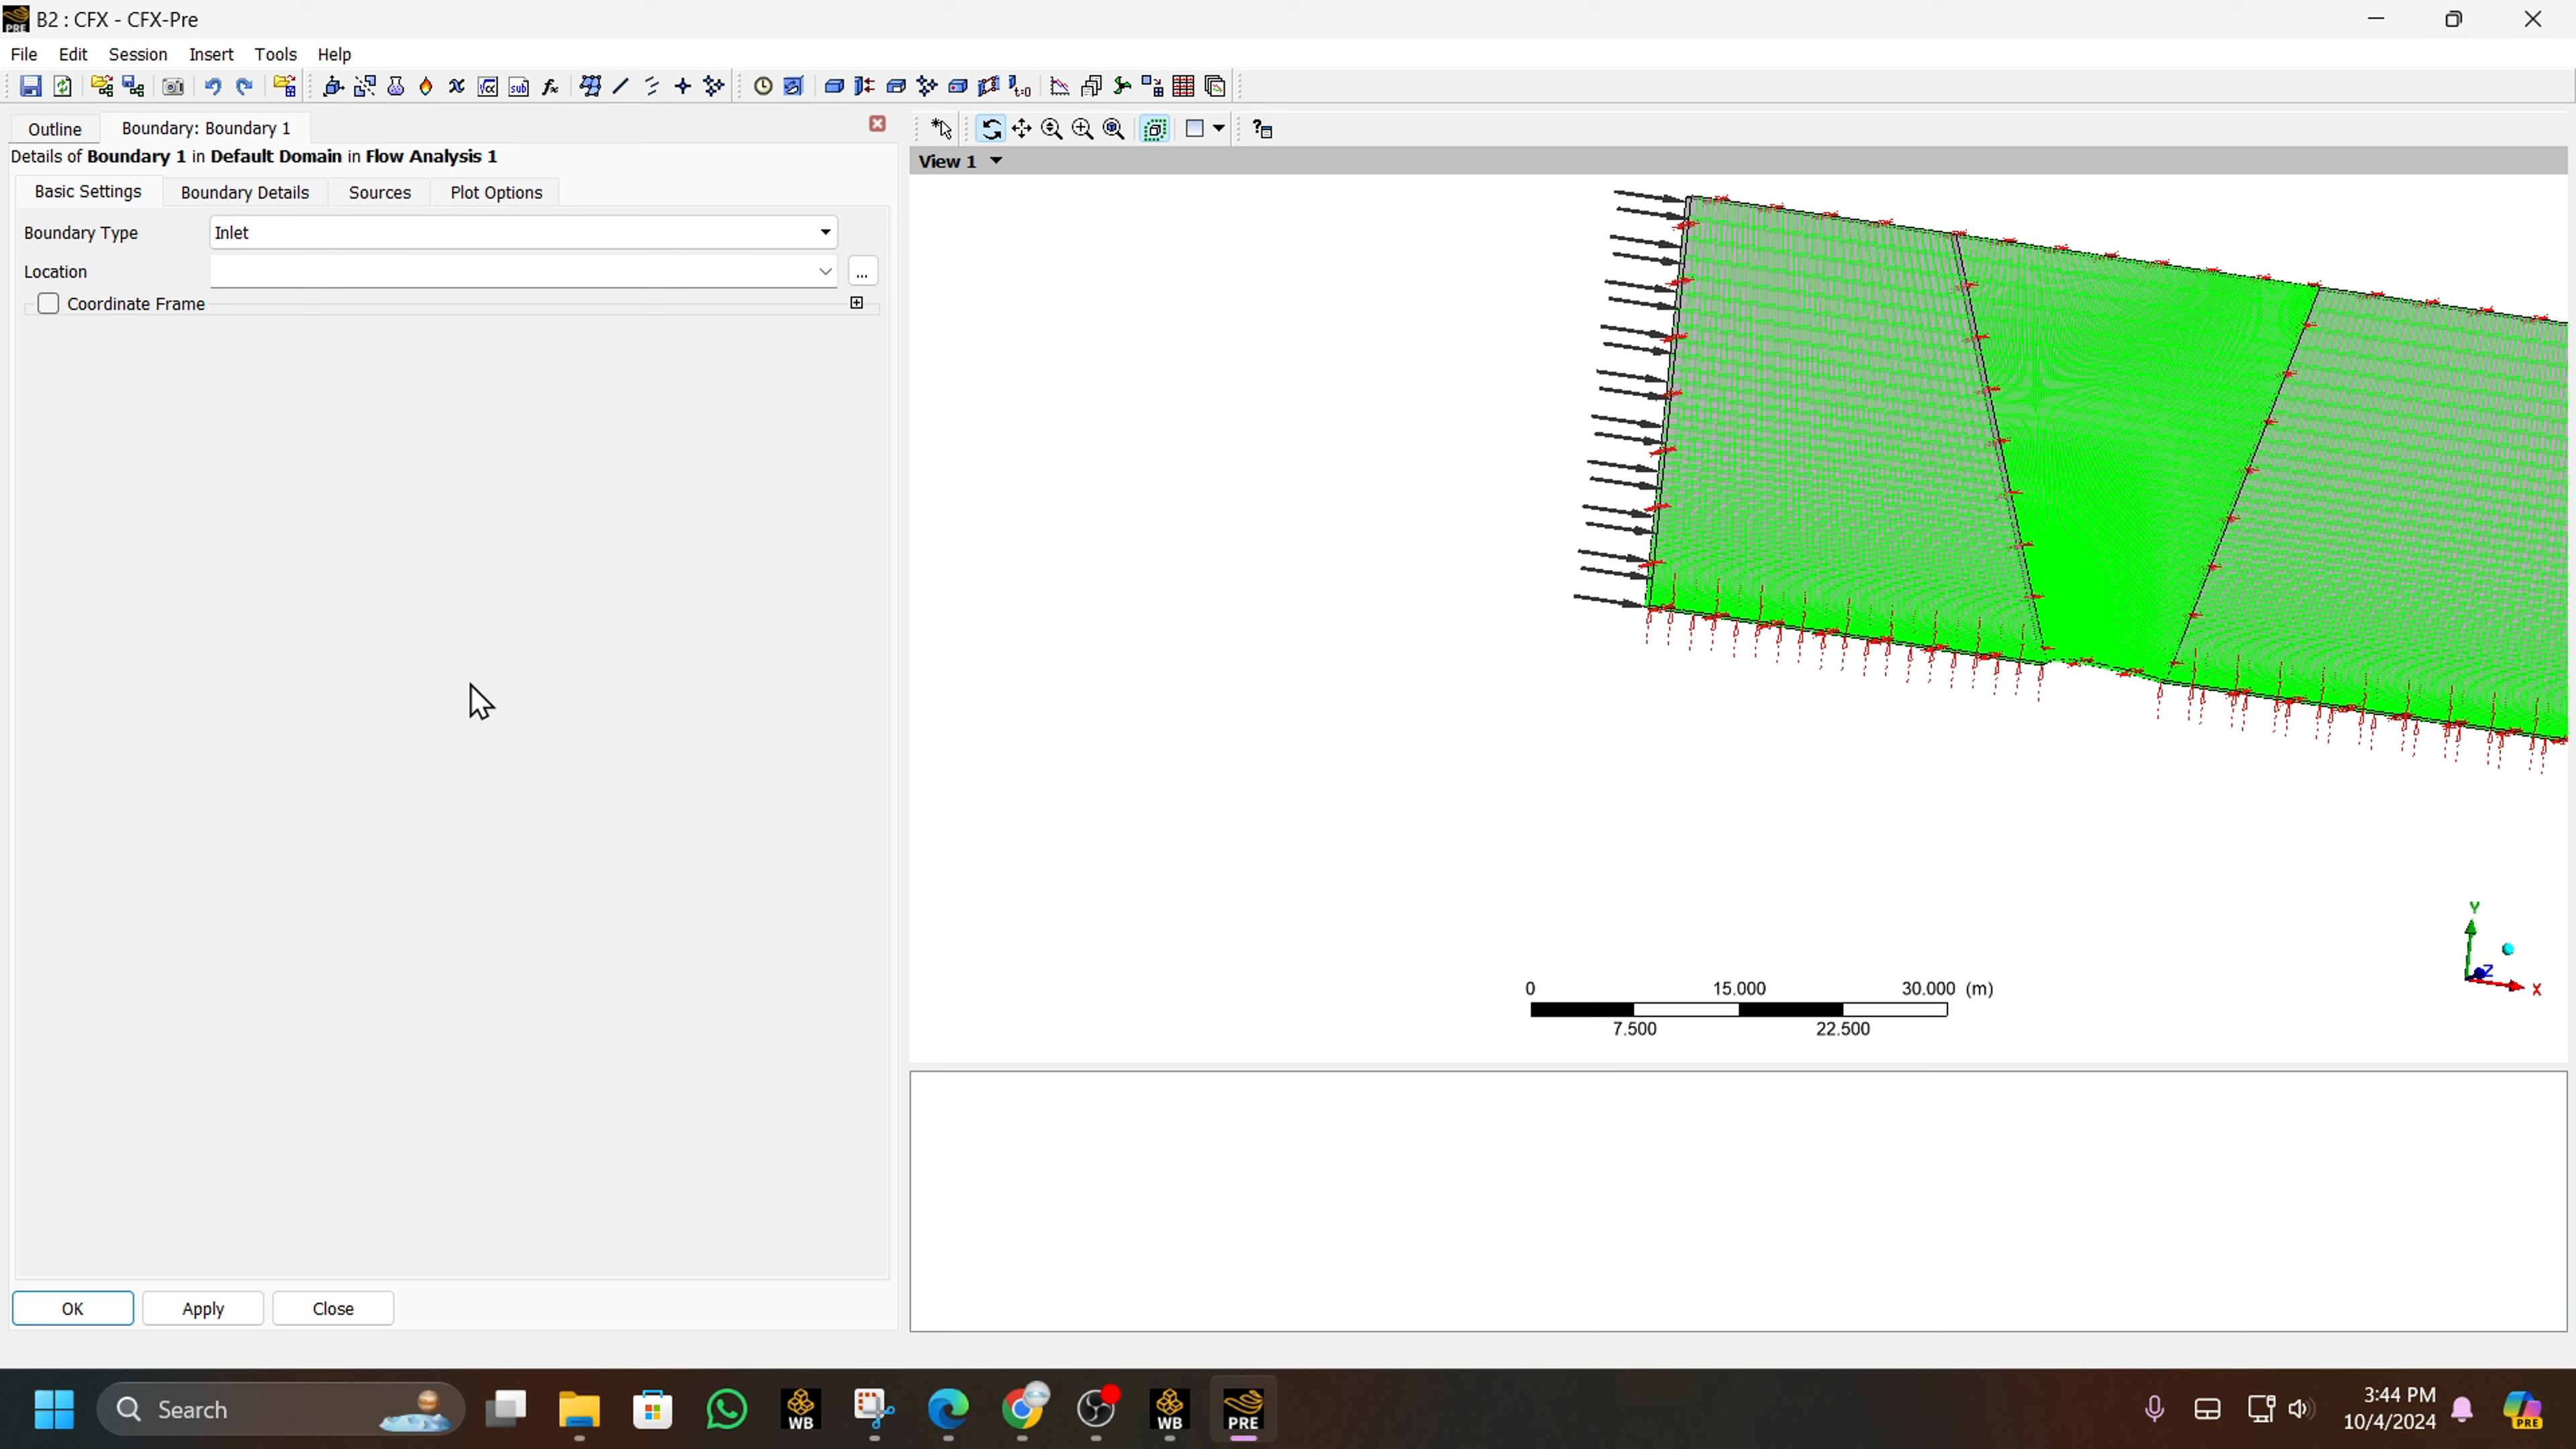 B2 : CFX - CFX-Pre
File Edit Session Insert Tools Help
Outline Boundary: Boundary 1
Details of Boundary 1 in Default Domain in Flow Analysis 1
Basic Settings Boundary Details Sources Plot Options
Boundary Type Inlet
Location ...
Coordinate Frame
OK Apply Close
View 1
0 15.000 30.000 (m)
7.500 22.500
Y
Z
X
Search
WB
WB
PRE
3:44 PM
10/4/2024
PRE